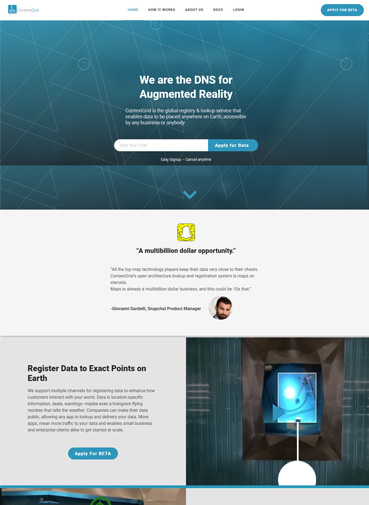 ContextGrid
HOME
HOW IT WORKS
ABOUT US
DOCS
LOGIN
APPLY FOR BETA
We are the DNS for
Augmented Reality
ContextGrid is the global registry & lookup service that
enables data to be placed anywhere on Earth, accessible
by any business or anybody
Enter Your Email
Apply for Beta
Easy Signup – Cancel anytime
"A multibillion dollar opportunity."
"All the top map technology players keep their data very close to their chests.
ContextGrid's open architecture lookup and registration system is maps on
steroids.
Maps is already a multibillion dollar business, and this could be 10x that"
-Giovanni Gardelli, Snapchat Product Manager
Register Data to Exact Points on
Earth
We support multiple channels for registering data to enhance how
customers interact with your world. Data is location-specific
information, deals, warnings- maybe even a hologram flying
monkey that tells the weather. Companies can make their data
public, allowing any app to lookup and delivery your data. More
apps, mean more traffic to your data and enables small business
and enterprise clients alike to get started at scale.
Apply For BETA